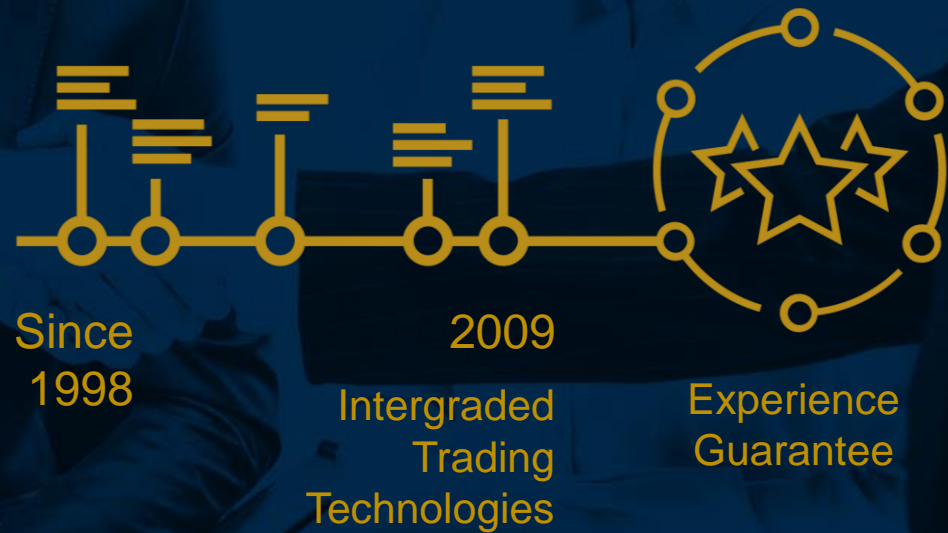 Since
1998
2009
Intergraded
Trading
Technologies
Experience
Guarantee